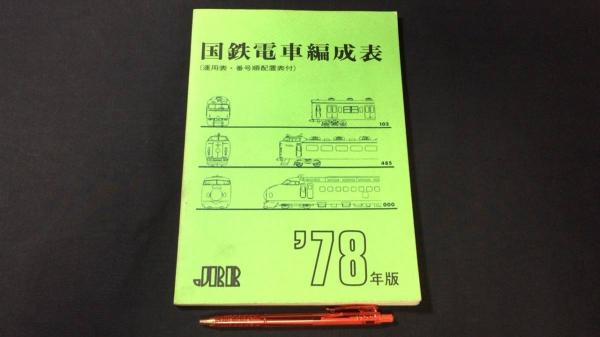 国鉄電車編成表
(運用表・番号順配置表付)
103
485
000
'78年版
JRR